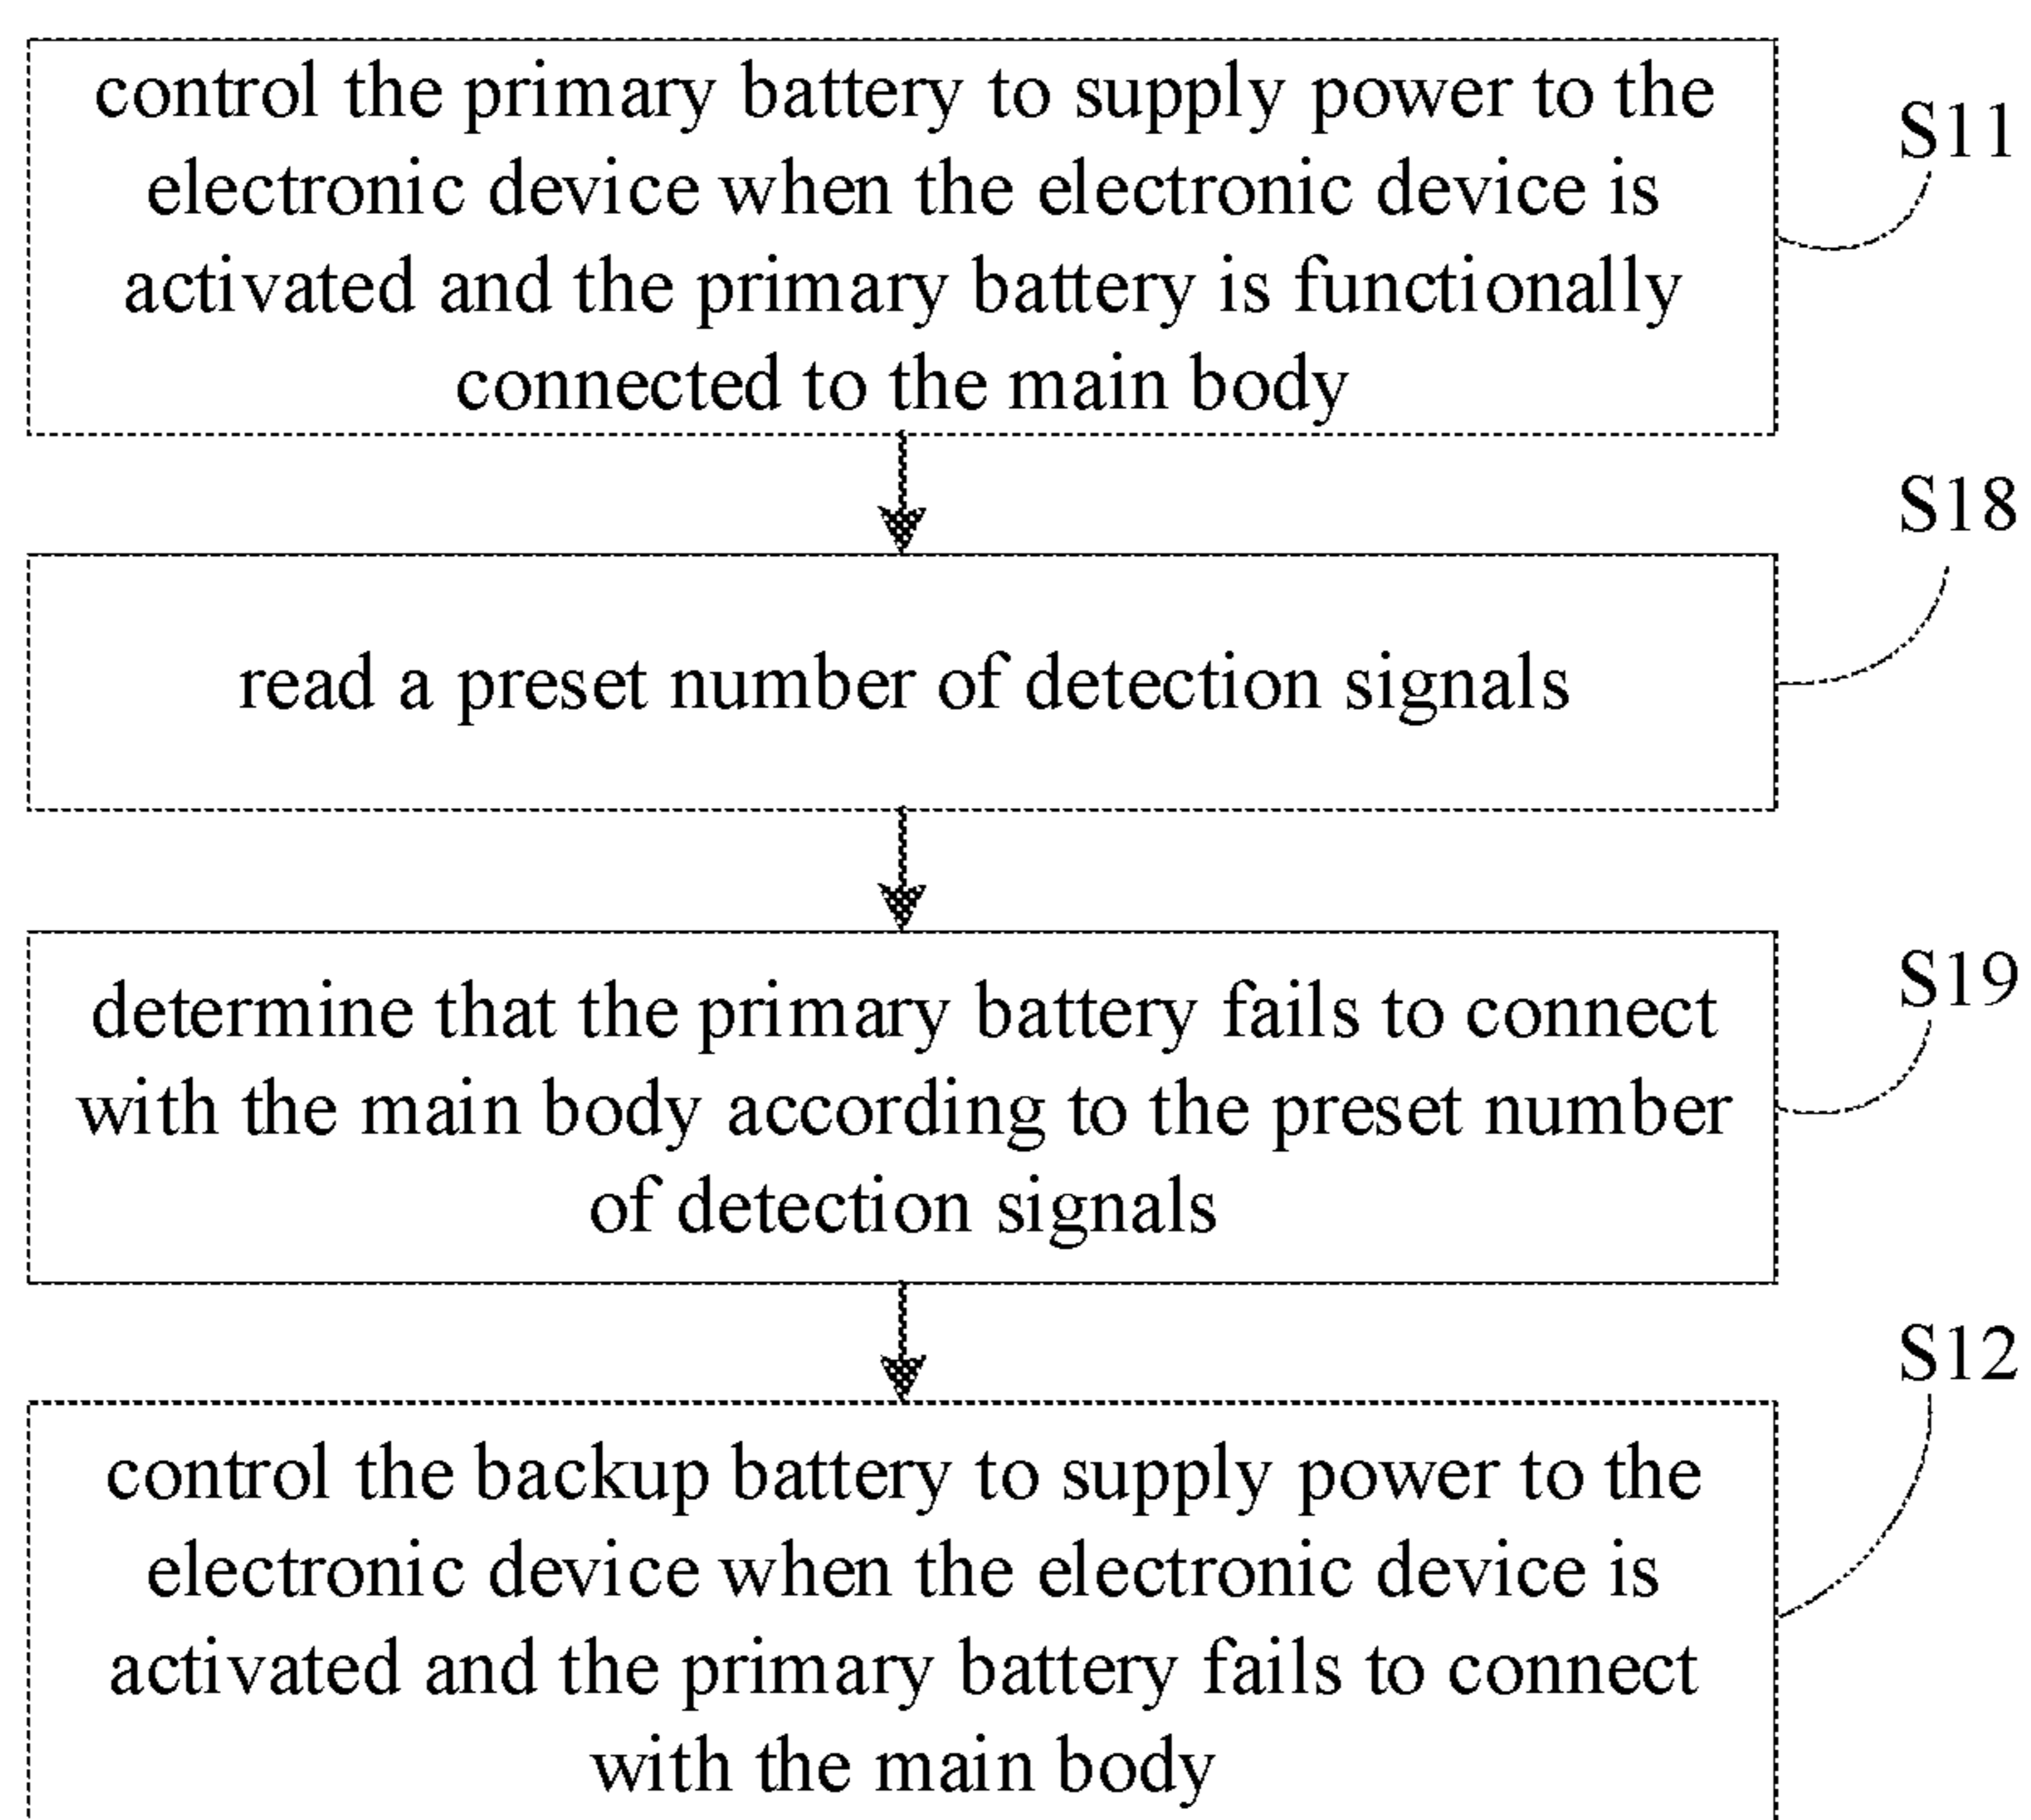 control the primary battery to supply power to the
electronic device when the electronic device is
activated and the primary battery is functionally
connected to the main body
S11
read a preset number of detection signals
S18
determine that the primary battery fails to connect
with the main body according to the preset number
of detection signals
S19
control the backup battery to supply power to the
electronic device when the electronic device is
activated and the primary battery fails to connect
with the main body
S12